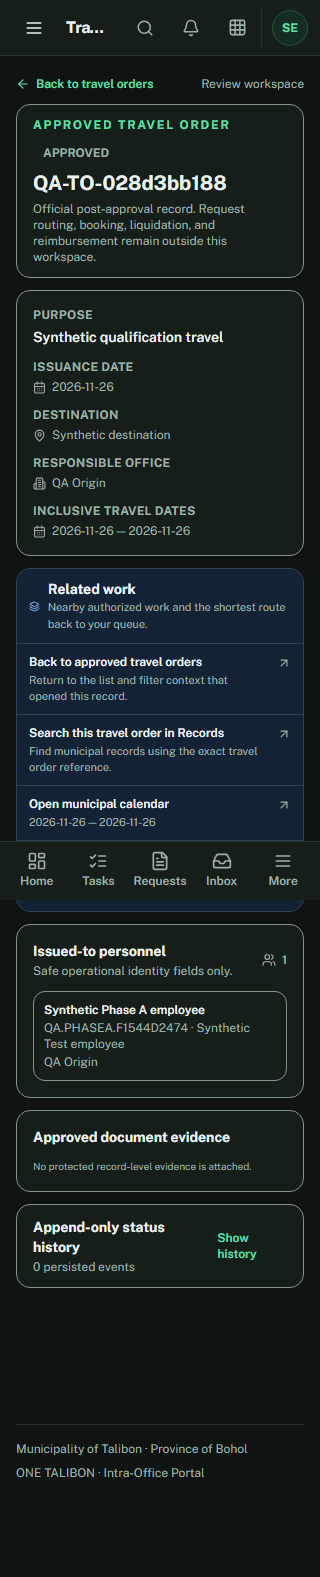 Tra...
SE
Back to travel orders
Review workspace
APPROVED TRAVEL ORDER
APPROVED
QA-TO-028d3bb188
Official post-approval record. Request
routing, booking, liquidation, and
reimbursement remain outside this
workspace.
PURPOSE
Synthetic qualification travel
ISSUANCE DATE
2026-11-26
DESTINATION
Synthetic destination
RESPONSIBLE OFFICE
QA Origin
INCLUSIVE TRAVEL DATES
2026-11-26 — 2026-11-26
Related work
Nearby authorized work and the shortest route
back to your queue.
Back to approved travel orders
Return to the list and filter context that
opened this record.
Search this travel order in Records
Find municipal records using the exact travel
order reference.
Open municipal calendar
2026-11-26 — 2026-11-26
Home
Tasks
Requests
Inbox
More
Issued-to personnel
Safe operational identity fields only.
1
Synthetic Phase A employee
QA.PHASEA.F1544D2474 · Synthetic
Test employee
QA Origin
Approved document evidence
No protected record-level evidence is attached.
Append-only status
history
0 persisted events
Show
history
Municipality of Talibon · Province of Bohol
ONE TALIBON · Intra-Office Portal